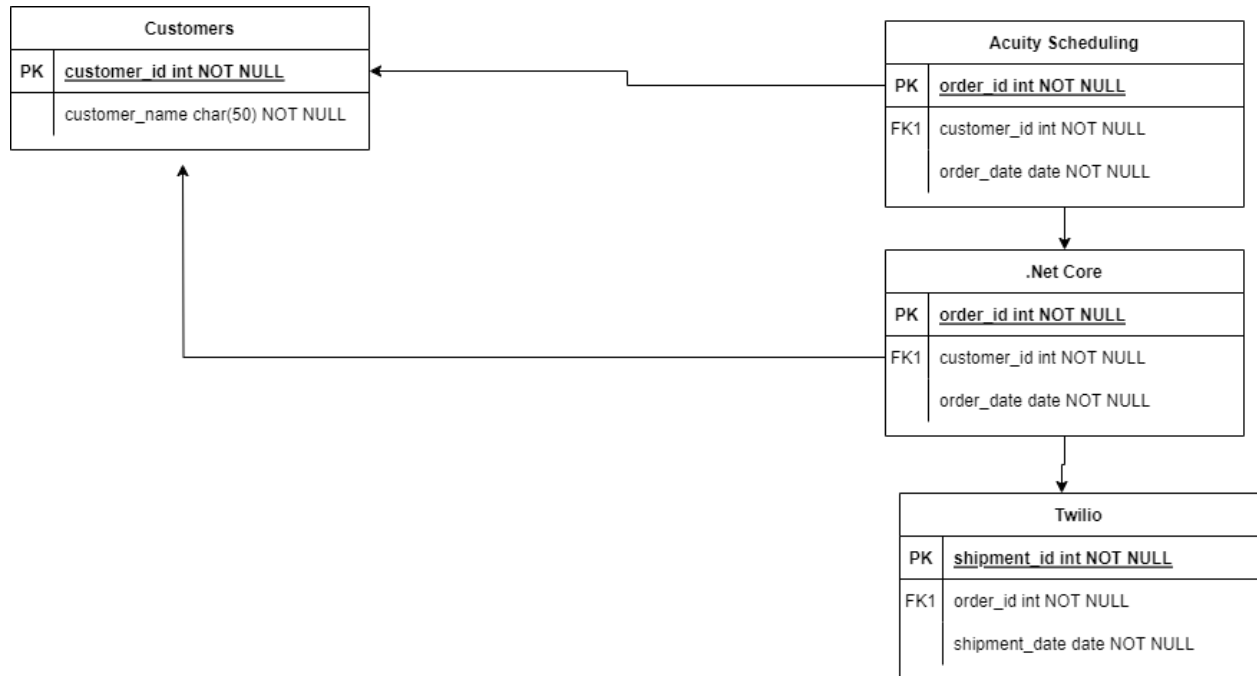 Customers
PK customer_id int NOT NULL
customer_name char(50) NOT NULL
Acuity Scheduling
PK order_id int NOT NULL
FK1 customer_id int NOT NULL
order_date date NOT NULL
.Net Core
PK order_id int NOT NULL
FK1 customer_id int NOT NULL
order_date date NOT NULL
Twilio
PK shipment_id int NOT NULL
FK1 order_id int NOT NULL
shipment_date date NOT NULL